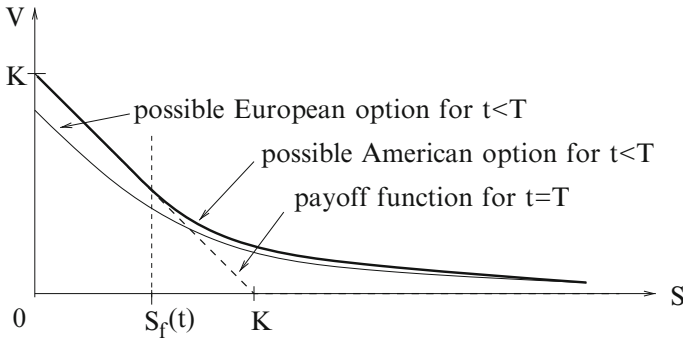 V
K
possible European option for t<T
possible American option for t<T
payoff function for t=T
S
0
S_f(t)
K